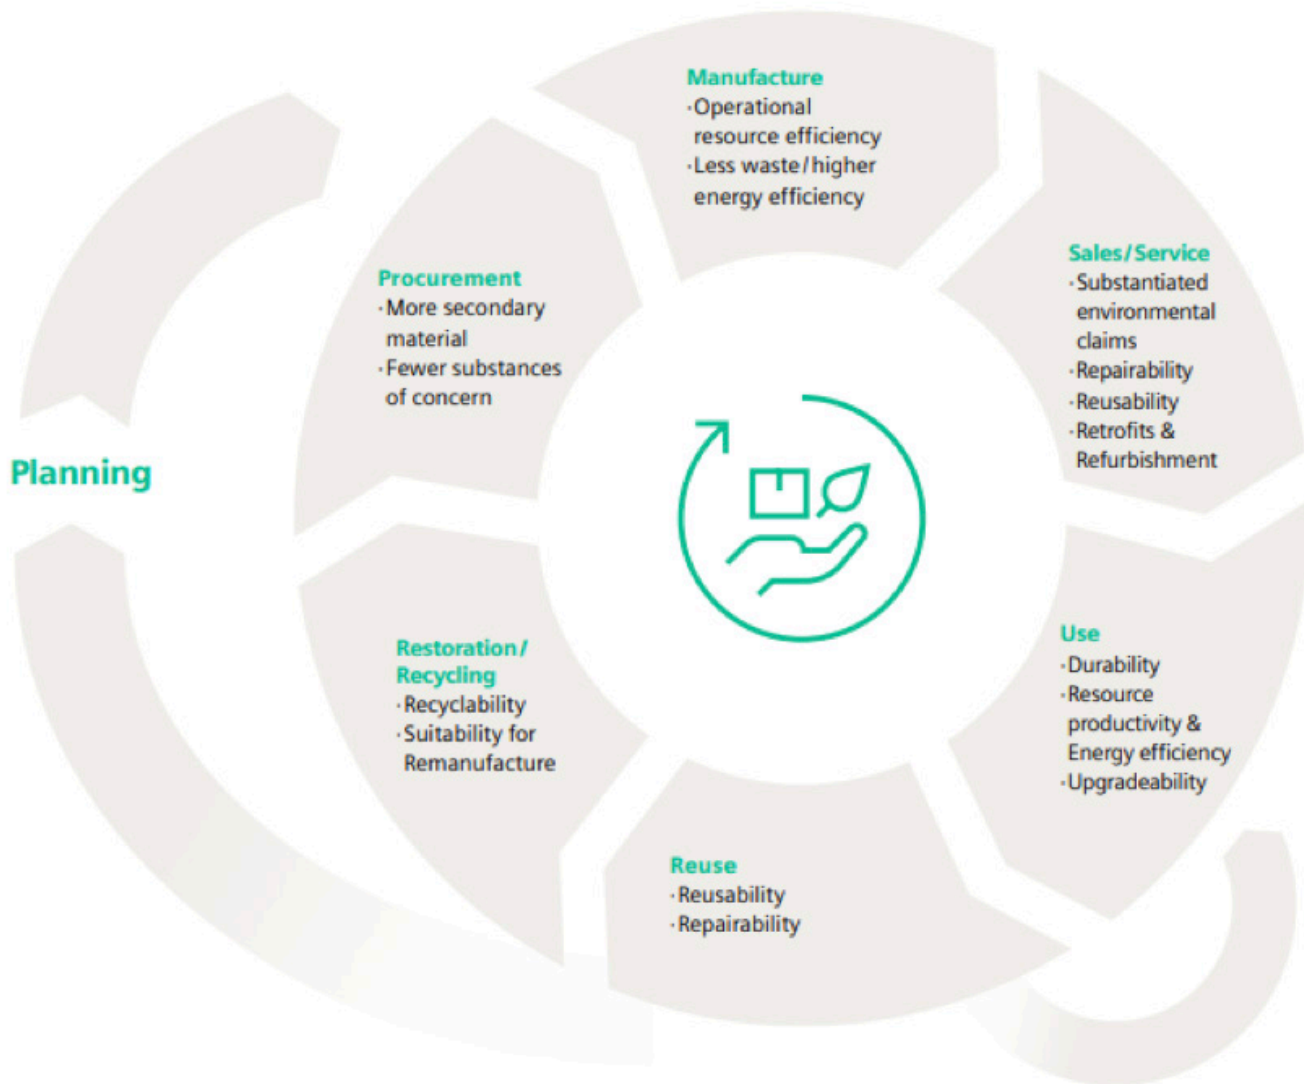 Manufacture
·Operational
resource efficiency
·Less waste/higher
energy efficiency
Sales/Service
·Substantiated
environmental
claims
·Repairability
·Reusability
·Retrofits &
Refurbishment
Procurement
·More secondary
material
·Fewer substances
of concern
Planning
Use
·Durability
·Resource
productivity &
Energy efficiency
·Upgradeability
Restoration/
Recycling
·Recyclability
·Suitability for
Remanufacture
Reuse
·Reusability
·Repairability